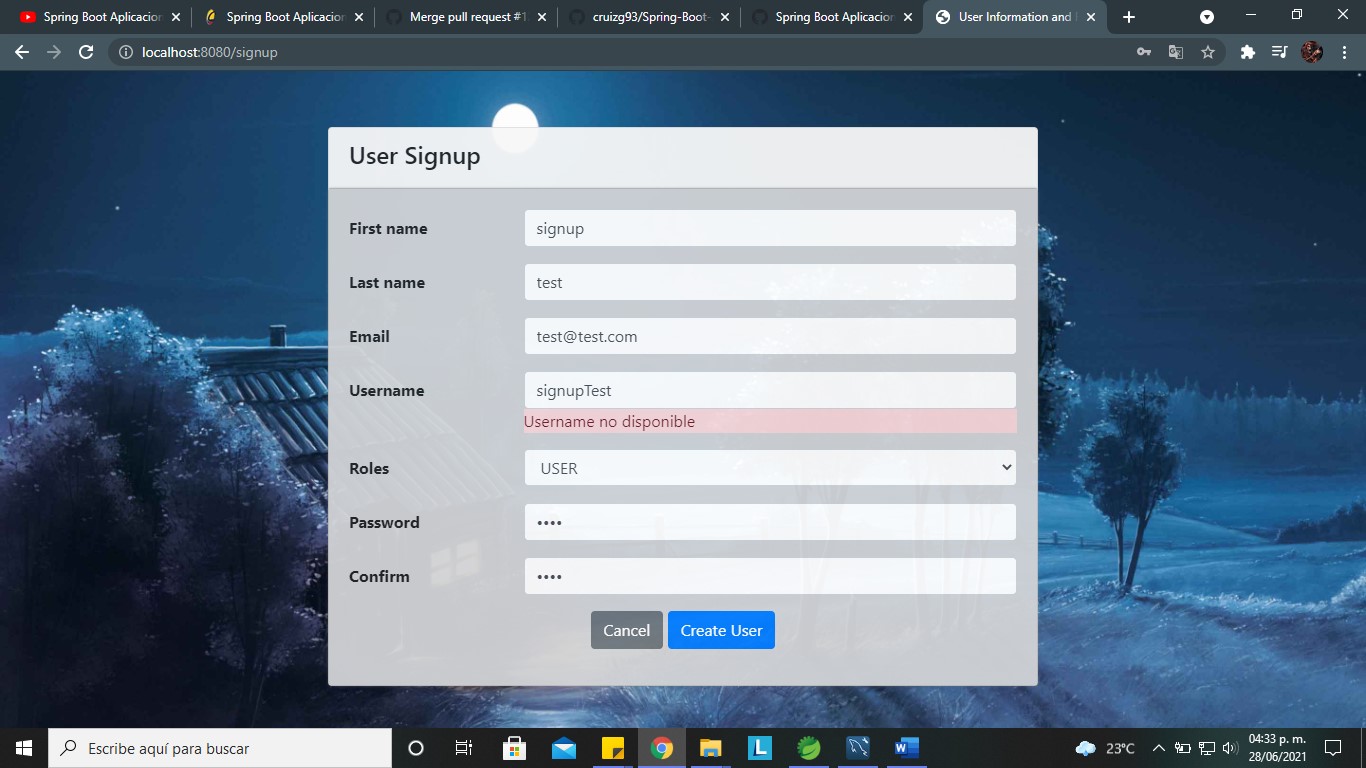 Spring Boot Aplicacion
Spring Boot Aplicacion
Merge pull request #1
cruizg93/Spring-Boot-
Spring Boot Aplicacion
User Information and
localhost:8080/signup
User Signup
First name
signup
Last name
test
Email
test@test.com
Username
signupTest
Username no disponible
Roles
USER
Password
••••
Confirm
••••
Cancel
Create User
Escribe aquí para buscar
L
W
23°C
04:33 p. m.
28/06/2021